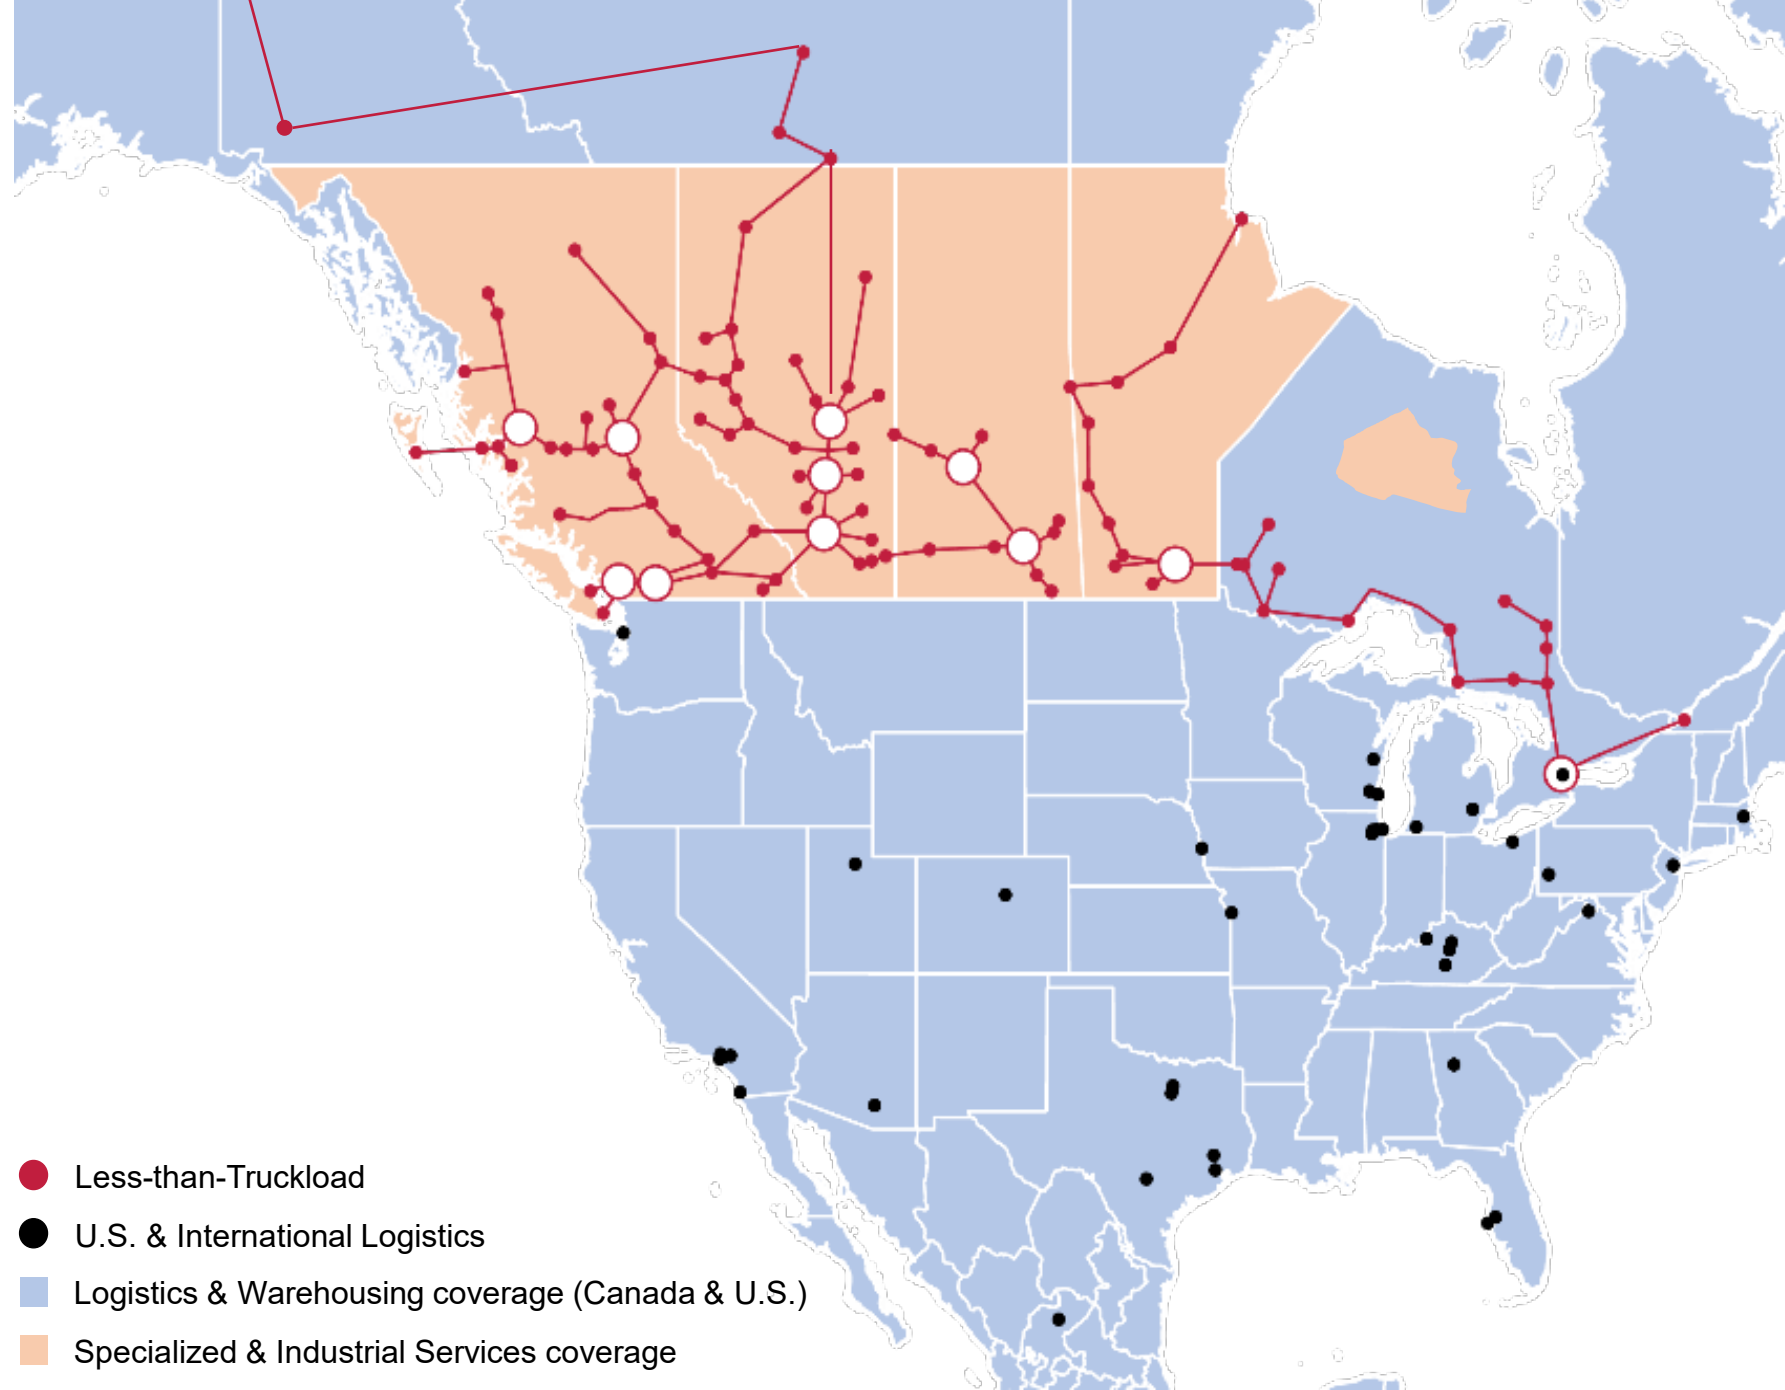 Less-than-Truckload
U.S. & International Logistics
Logistics & Warehousing coverage (Canada & U.S.)
Specialized & Industrial Services coverage